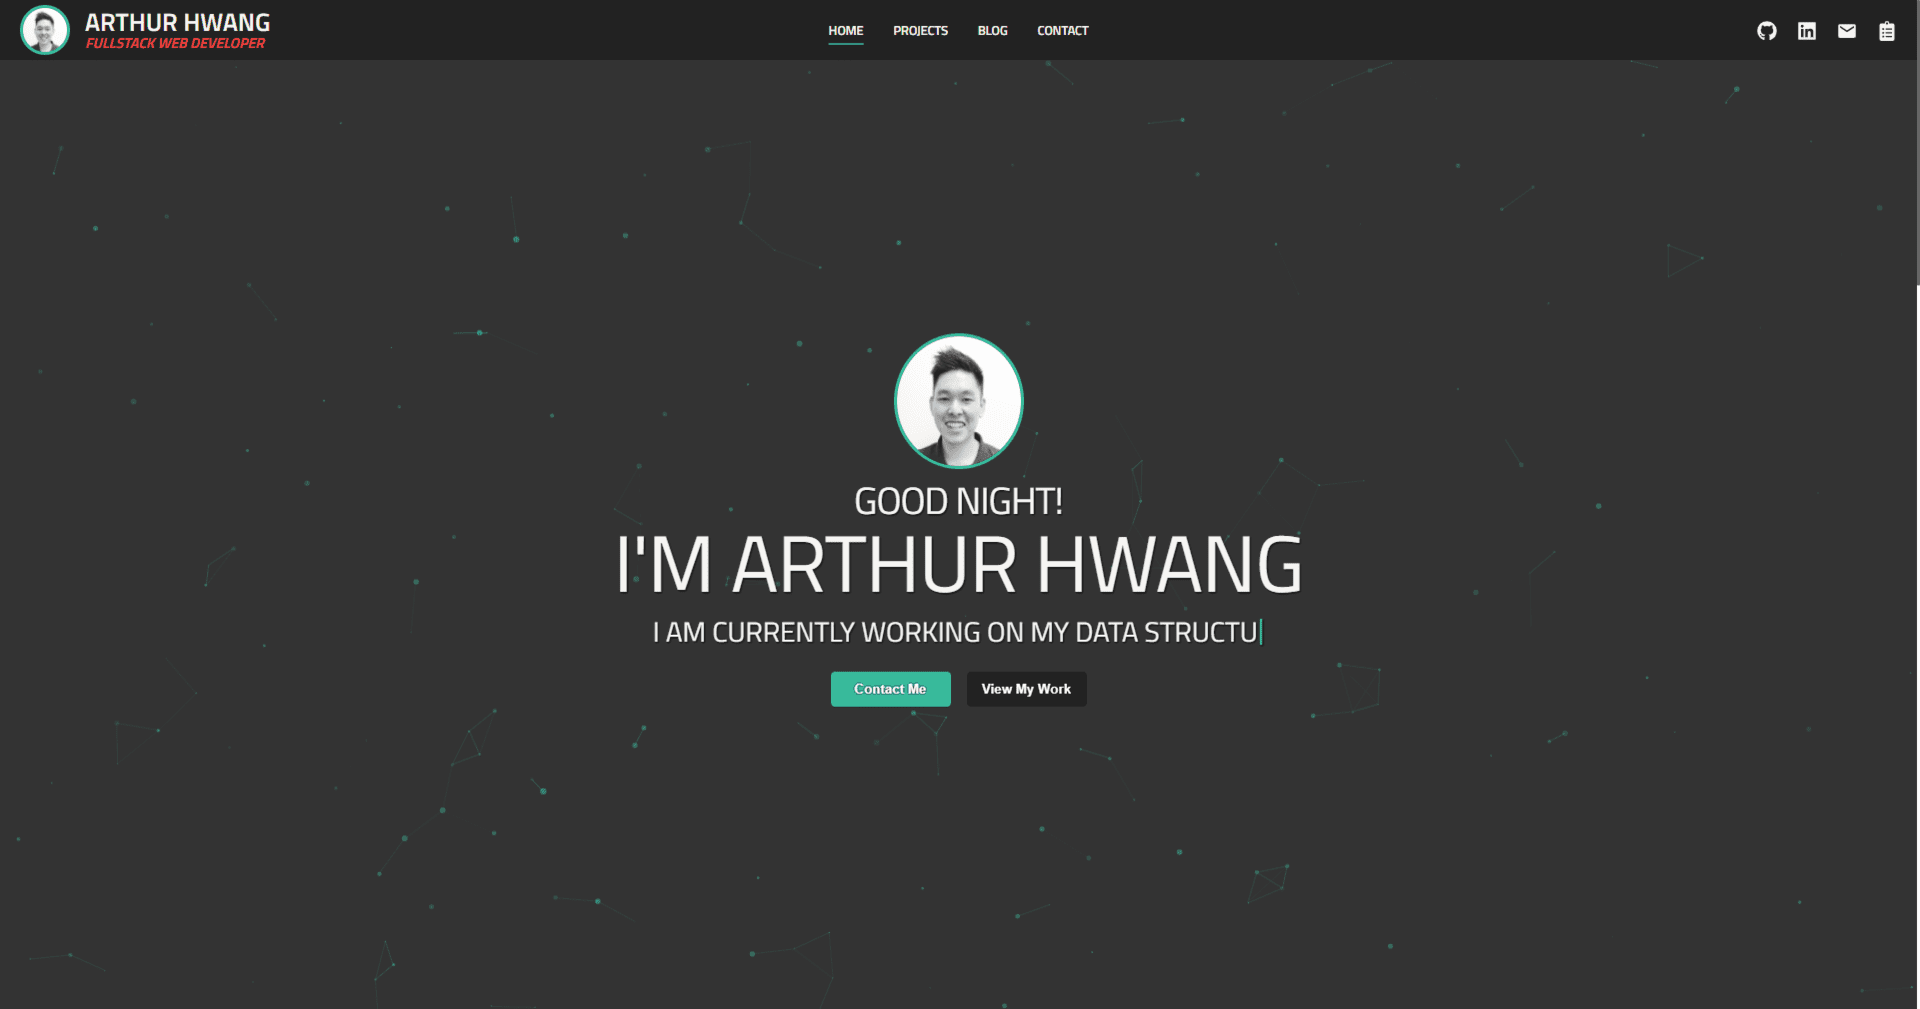 ARTHUR HWANG
FULLSTACK WEB DEVELOPER
HOME PROJECTS BLOG CONTACT
GOOD NIGHT!
I'M ARTHUR HWANG
I AM CURRENTLY WORKING ON MY DATA STRUCTU
Contact Me View My Work